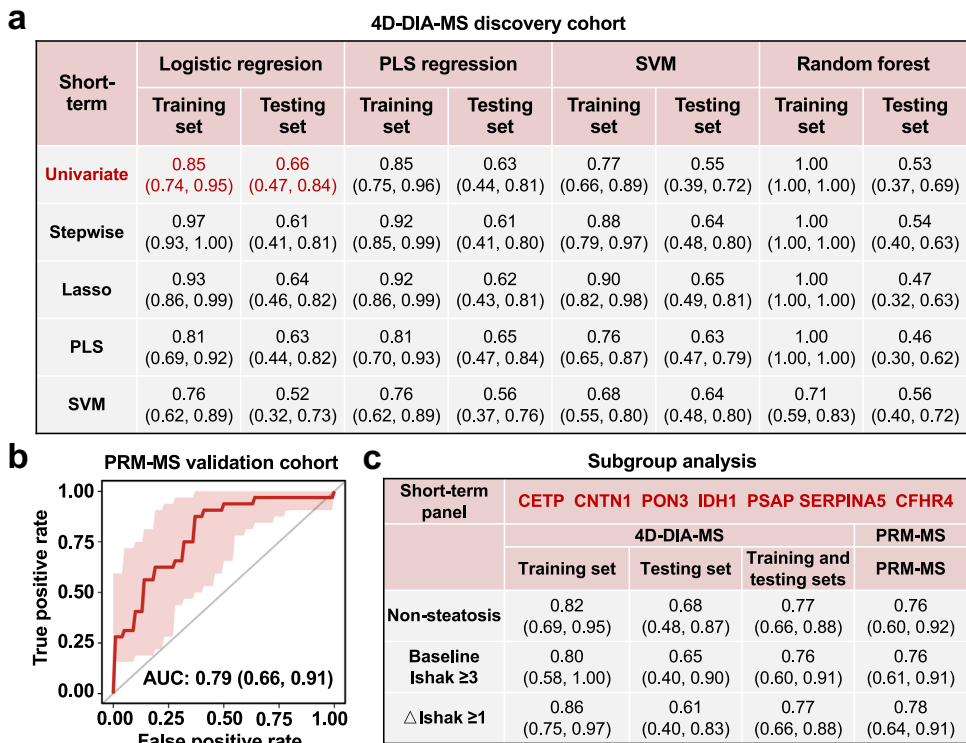 a
4D-DIA-MS discovery cohort
Short-term Logistic regresion PLS regression SVM Random forest
Training set Testing set Training set Testing set Training set Testing set Training set Testing set
Univariate 0.85 0.66 0.85 0.63 0.77 0.55 1.00 0.53
(0.74, 0.95) (0.47, 0.84) (0.75, 0.96) (0.44, 0.81) (0.66, 0.89) (0.39, 0.72) (1.00, 1.00) (0.37, 0.69)
Stepwise 0.97 0.61 0.92 0.61 0.88 0.64 1.00 0.54
(0.93, 1.00) (0.41, 0.81) (0.85, 0.99) (0.41, 0.80) (0.79, 0.97) (0.48, 0.80) (1.00, 1.00) (0.40, 0.63)
Lasso 0.93 0.64 0.92 0.62 0.90 0.65 1.00 0.47
(0.86, 0.99) (0.46, 0.82) (0.86, 0.99) (0.43, 0.81) (0.82, 0.98) (0.49, 0.81) (1.00, 1.00) (0.32, 0.63)
PLS 0.81 0.63 0.81 0.65 0.76 0.63 1.00 0.46
(0.69, 0.92) (0.44, 0.82) (0.70, 0.93) (0.47, 0.84) (0.65, 0.87) (0.47, 0.79) (1.00, 1.00) (0.30, 0.62)
SVM 0.76 0.52 0.76 0.56 0.68 0.64 0.71 0.56
(0.62, 0.89) (0.32, 0.73) (0.62, 0.89) (0.37, 0.76) (0.55, 0.80) (0.48, 0.80) (0.59, 0.83) (0.40, 0.72)
b
PRM-MS validation cohort
True positive rate
1.00
0.75
0.50
0.25
0.00
AUC: 0.79 (0.66, 0.91)
0.00 0.25 0.50 0.75 1.00
False positive rate
c
Subgroup analysis
Short-term panel CETP CNTN1 PON3 IDH1 PSAP SERPINA5 CFHR4
4D-DIA-MS PRM-MS
Training set Testing set Training and testing sets PRM-MS
Non-steatosis 0.82 0.68 0.77 0.76
(0.69, 0.95) (0.48, 0.87) (0.66, 0.88) (0.60, 0.92)
Baseline Ishak ≥3 0.80 0.65 0.76 0.76
(0.58, 1.00) (0.40, 0.90) (0.60, 0.91) (0.61, 0.91)
△Ishak ≥1 0.86 0.61 0.77 0.78
(0.75, 0.97) (0.40, 0.83) (0.66, 0.88) (0.64, 0.91)